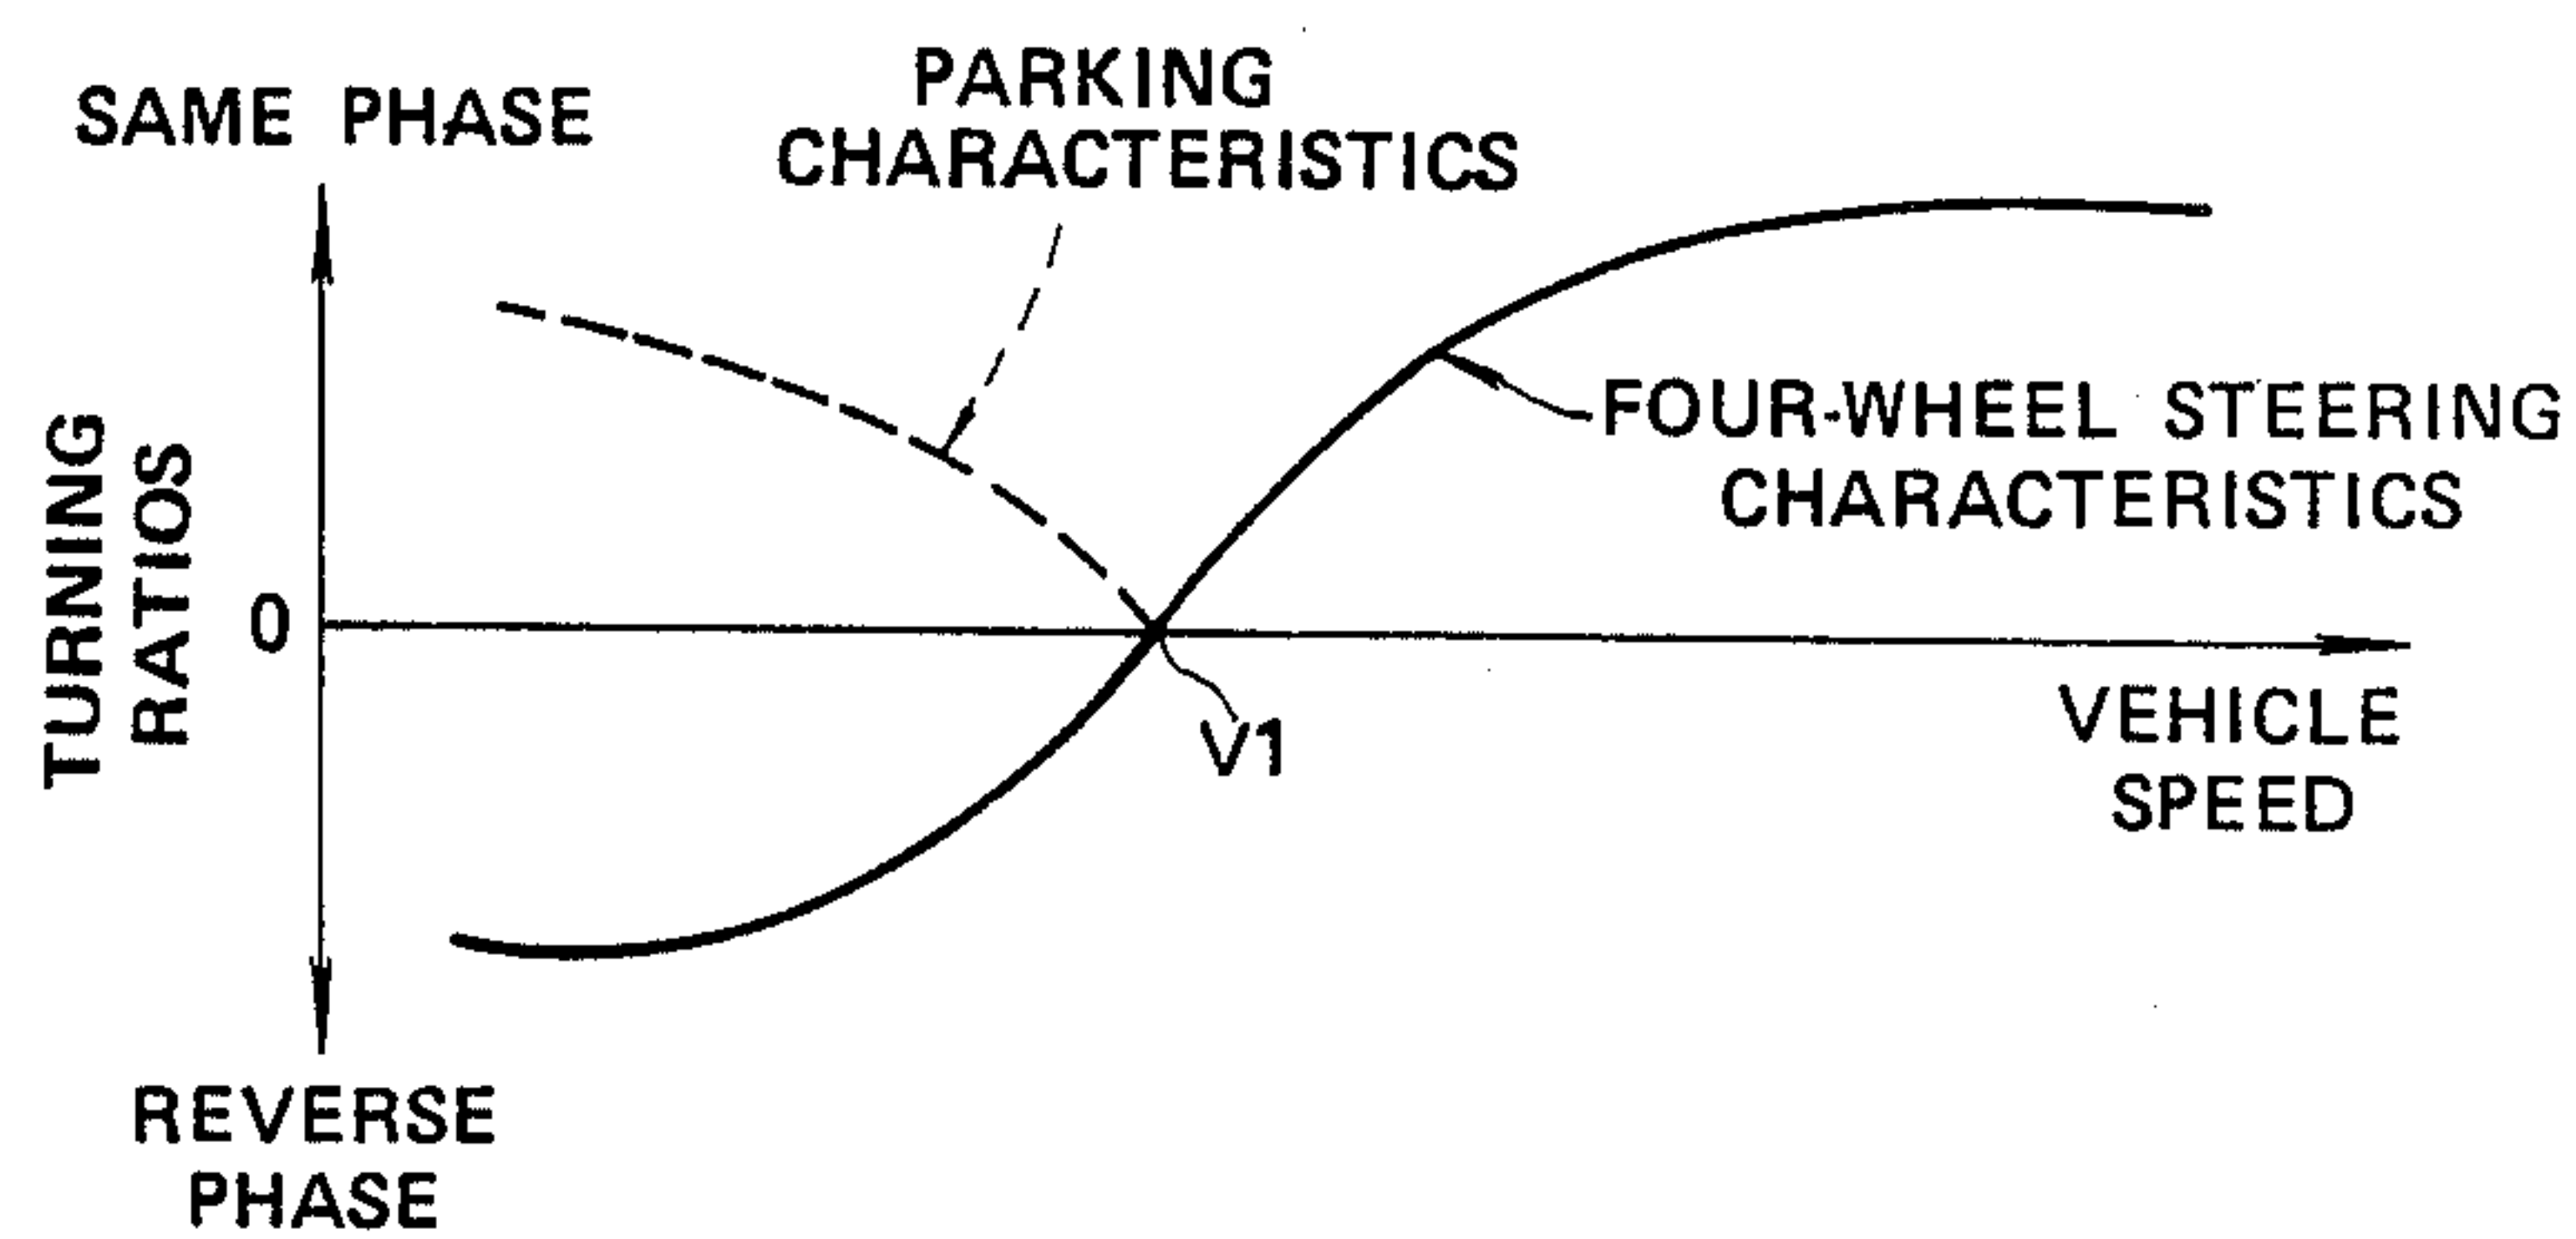 SAME PHASE
PARKING
CHARACTERISTICS
FOUR-WHEEL STEERING
CHARACTERISTICS
TURNING
RATIOS
0
V1
VEHICLE
SPEED
REVERSE
PHASE